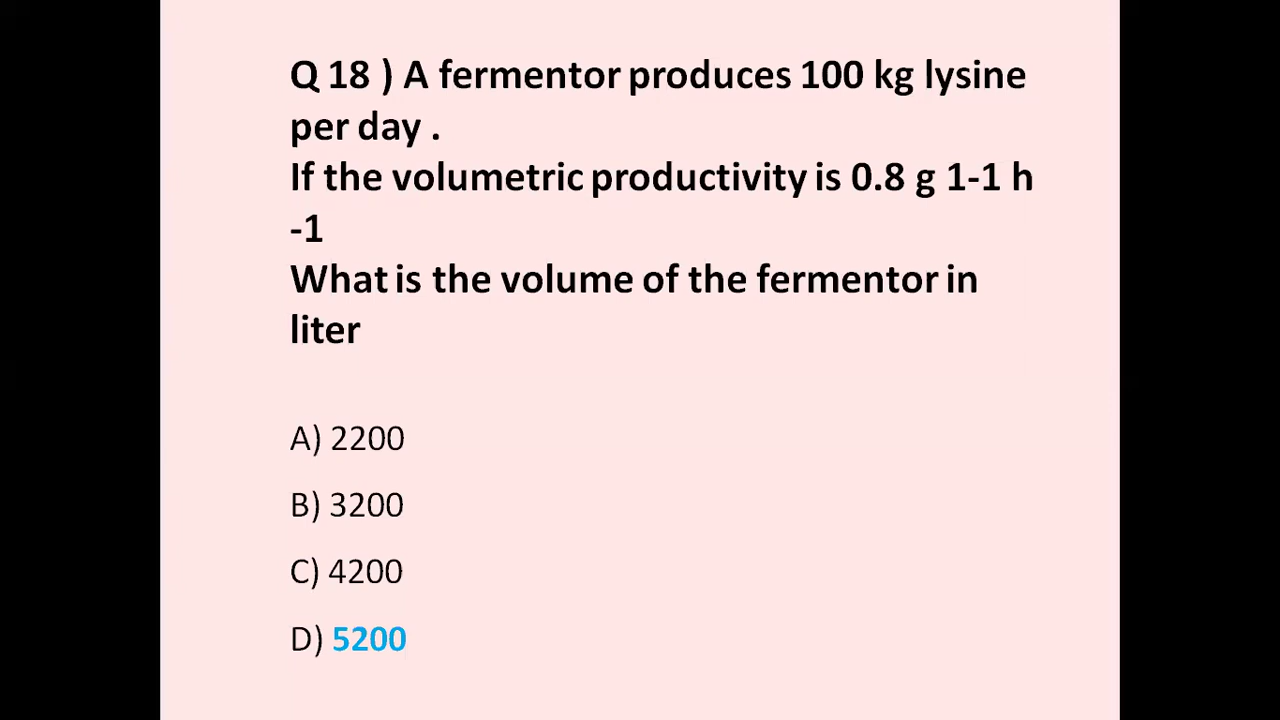 Q 18 ) A fermentor produces 100 kg lysine
per day .
If the volumetric productivity is 0.8 g 1-1 h
-1
What is the volume of the fermentor in
liter
A) 2200
B) 3200
C) 4200
D) 5200